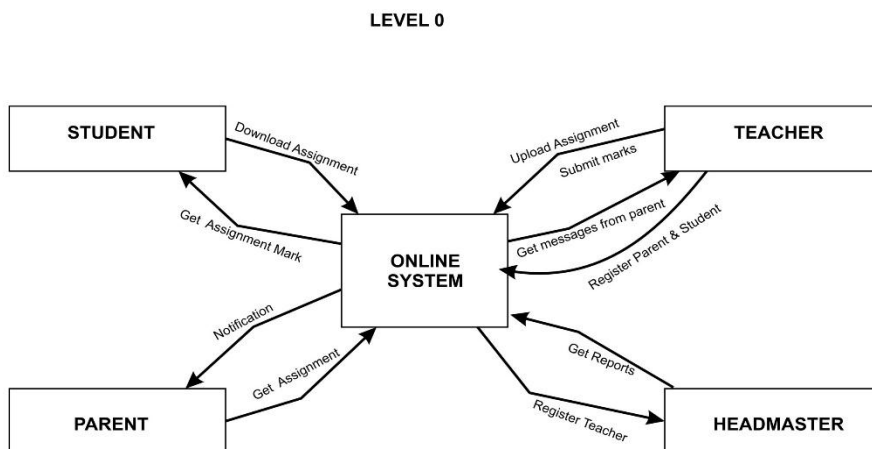 LEVEL 0
STUDENT
TEACHER
Download Assignment
Upload Assignment
Submit marks
Get Assignment Mark
Get messages from parent
Register Parent & Student
ONLINE
SYSTEM
Notification
Get Assignment
Get Reports
Register Teacher
PARENT
HEADMASTER